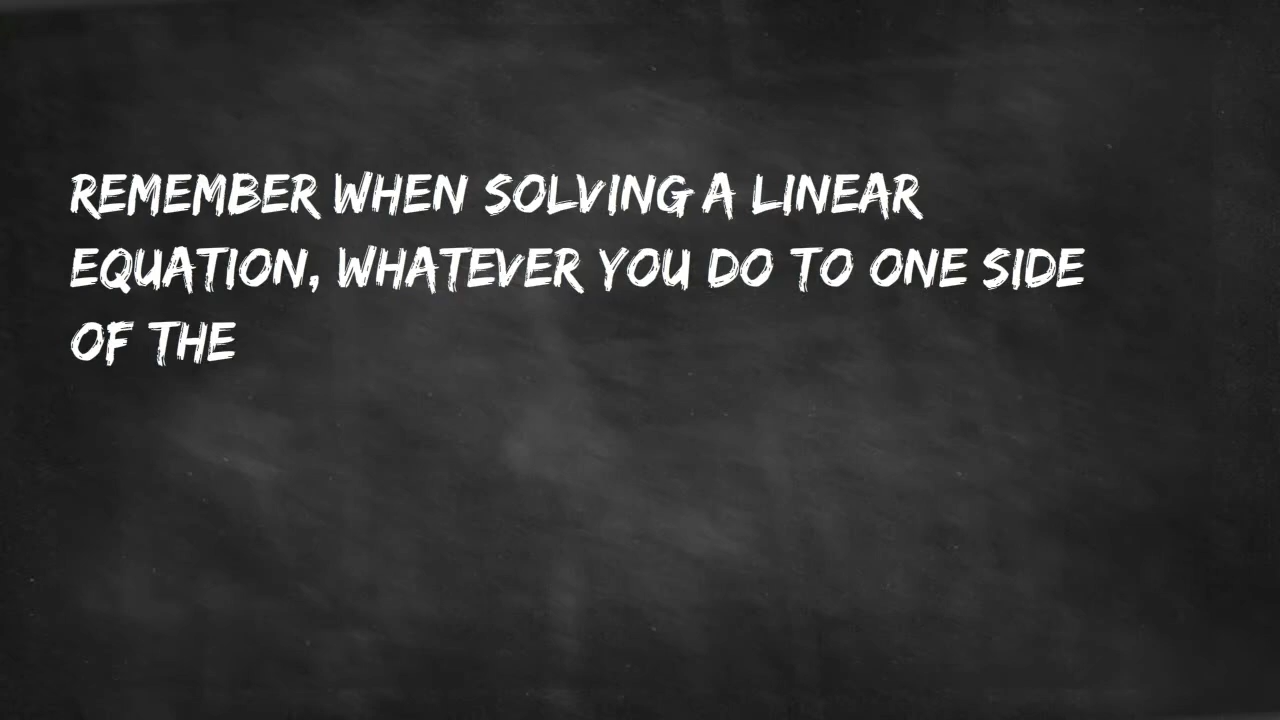 REMEMBER WHEN SOLVING A LINEAR
EQUATION, WHATEVER YOU DO TO ONE SIDE
OF THE